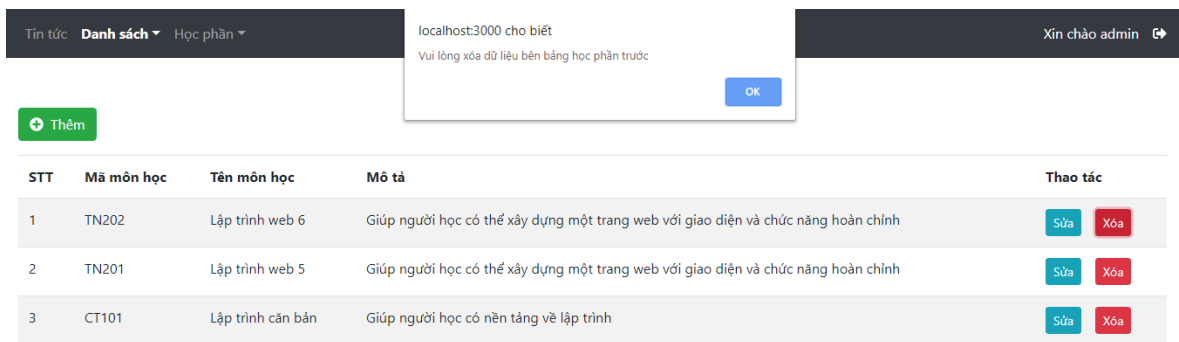 Tin tức Danh sách Học phần
localhost:3000 cho biết
Vui lòng xóa dữ liệu bên bảng học phần trước
OK
Xin chào admin
Thêm
STT Mã môn học Tên môn học Mô tả Thao tác
1 TN202 Lập trình web 6 Giúp người học có thể xây dựng một trang web với giao diện và chức năng hoàn chỉnh Sửa Xóa
2 TN201 Lập trình web 5 Giúp người học có thể xây dựng một trang web với giao diện và chức năng hoàn chỉnh Sửa Xóa
3 CT101 Lập trình căn bản Giúp người học có nền tảng về lập trình Sửa Xóa